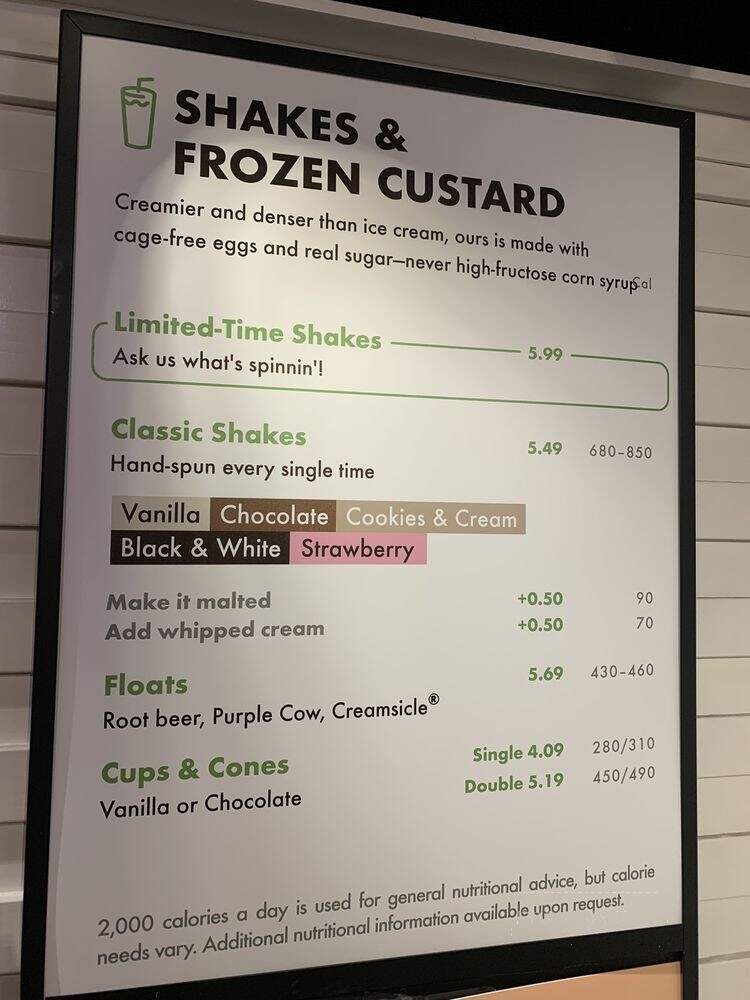 SHAKES &
FROZEN CUSTARD
Creamier and denser than ice cream, ours is made with
cage-free eggs and real sugar—never high-fructose corn syrup
Cal
Limited-Time Shakes 5.99
Ask us what's spinnin'!
Classic Shakes 5.49 680-850
Hand-spun every single time
Vanilla Chocolate Cookies & Cream
Black & White Strawberry
Make it malted +0.50 90
Add whipped cream +0.50 70
Floats 5.69 430-460
Root beer, Purple Cow, Creamsicle®
Cups & Cones Single 4.09 280/310
Vanilla or Chocolate Double 5.19 450/490
2,000 calories a day is used for general nutritional advice, but calorie
needs vary. Additional nutritional information available upon request.